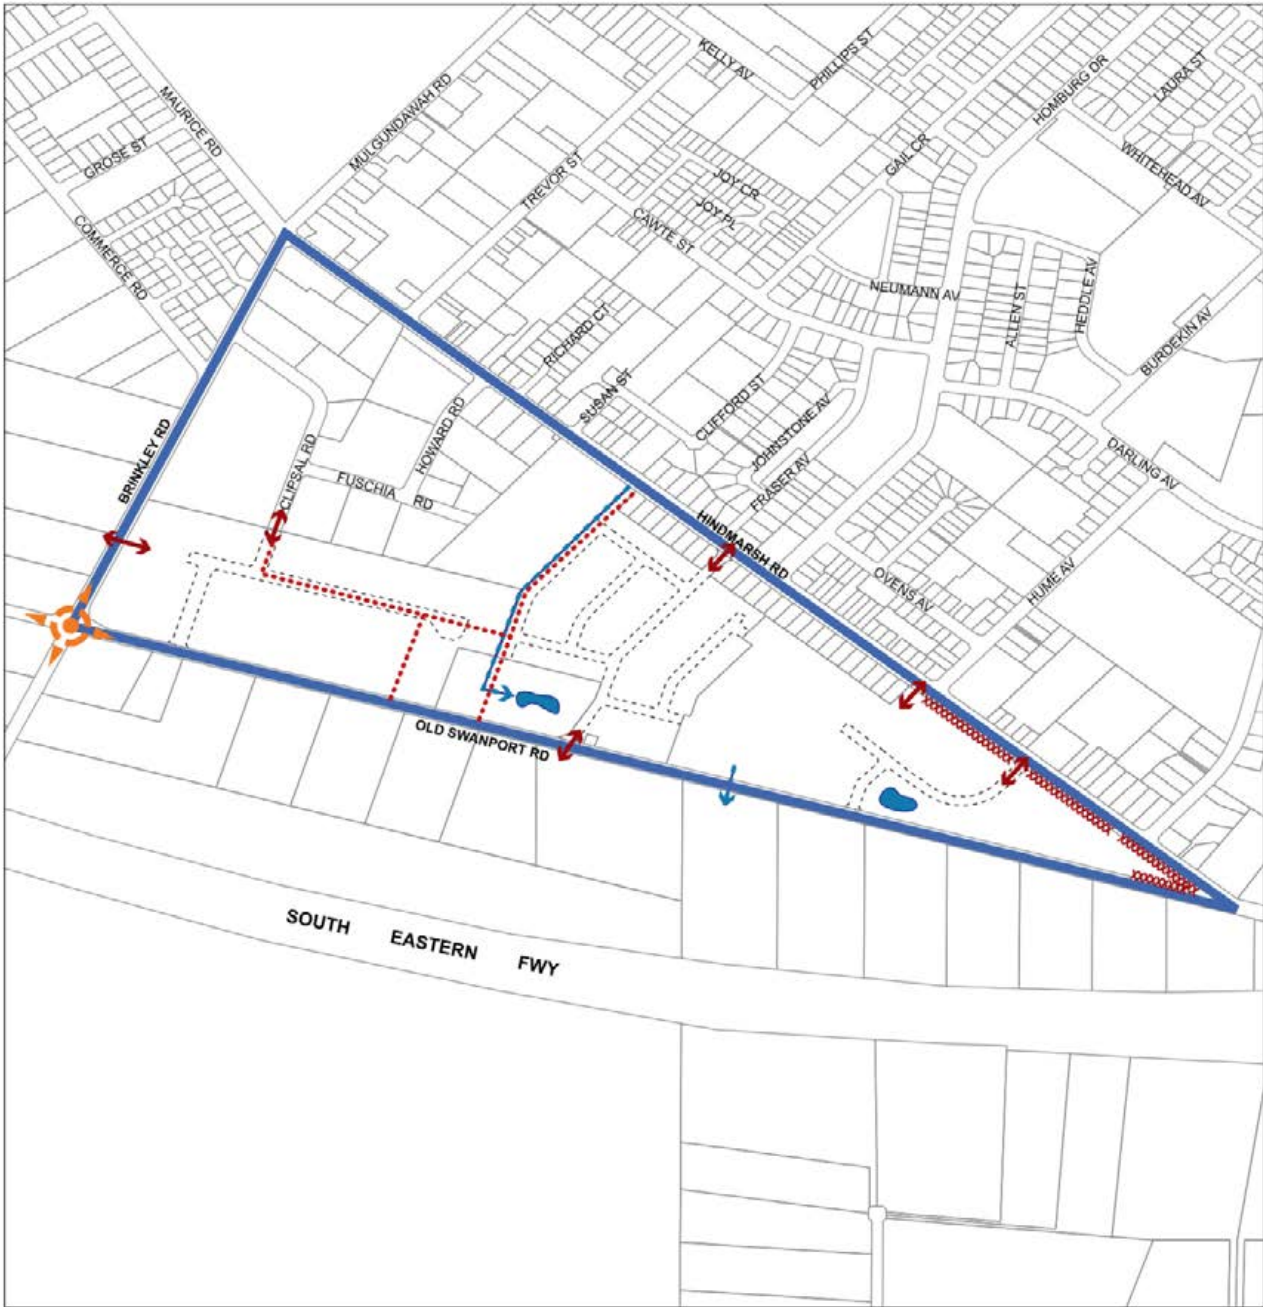 KELLY AV
PHILLIPS ST
HOMBURG DR
LAURA ST
MAURICE RD
MULGUNDAWAH RD
GROSE ST
TREVOR ST
GAIL CR
WHITEHEAD AV
JOY CR
JOY PL
CAWTE ST
COMMERCE RD
NEUMANN AV
ALLEN ST
HEDDLE AV
BURDEKIN AV
RICHARD CT
SUSAN ST
CLIFFORD ST
JOHNSTONE AV
FRASER AV
DARLING AV
BRINKLEY RD
CLIPSAL RD
HOWARD RD
FUSCHIA RD
HINDMARSH RD
OVENS AV
HUME AV
OLD SWANPORT RD
SOUTH EASTERN FWY